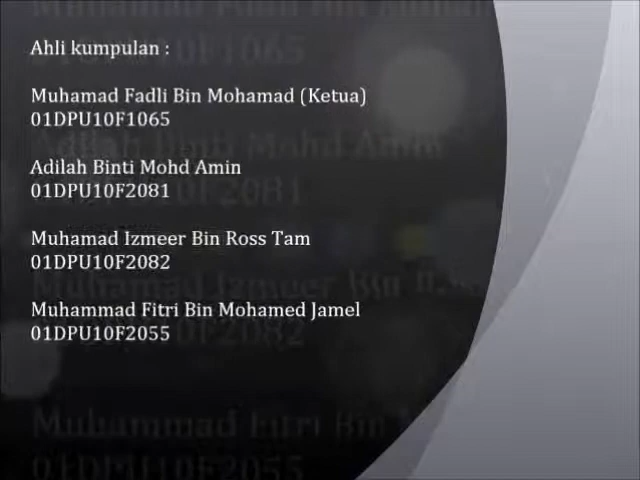 Ahli kumpulan :
Muhamad Fadli Bin Mohamad (Ketua)
01DPU10F1065
Adilah Binti Mohd Amin
01DPU10F2081
Muhamad Izmeer Bin Ross Tam
01DPU10F2082
Muhammad Fitri Bin Mohamed Jamel
01DPU10F2055